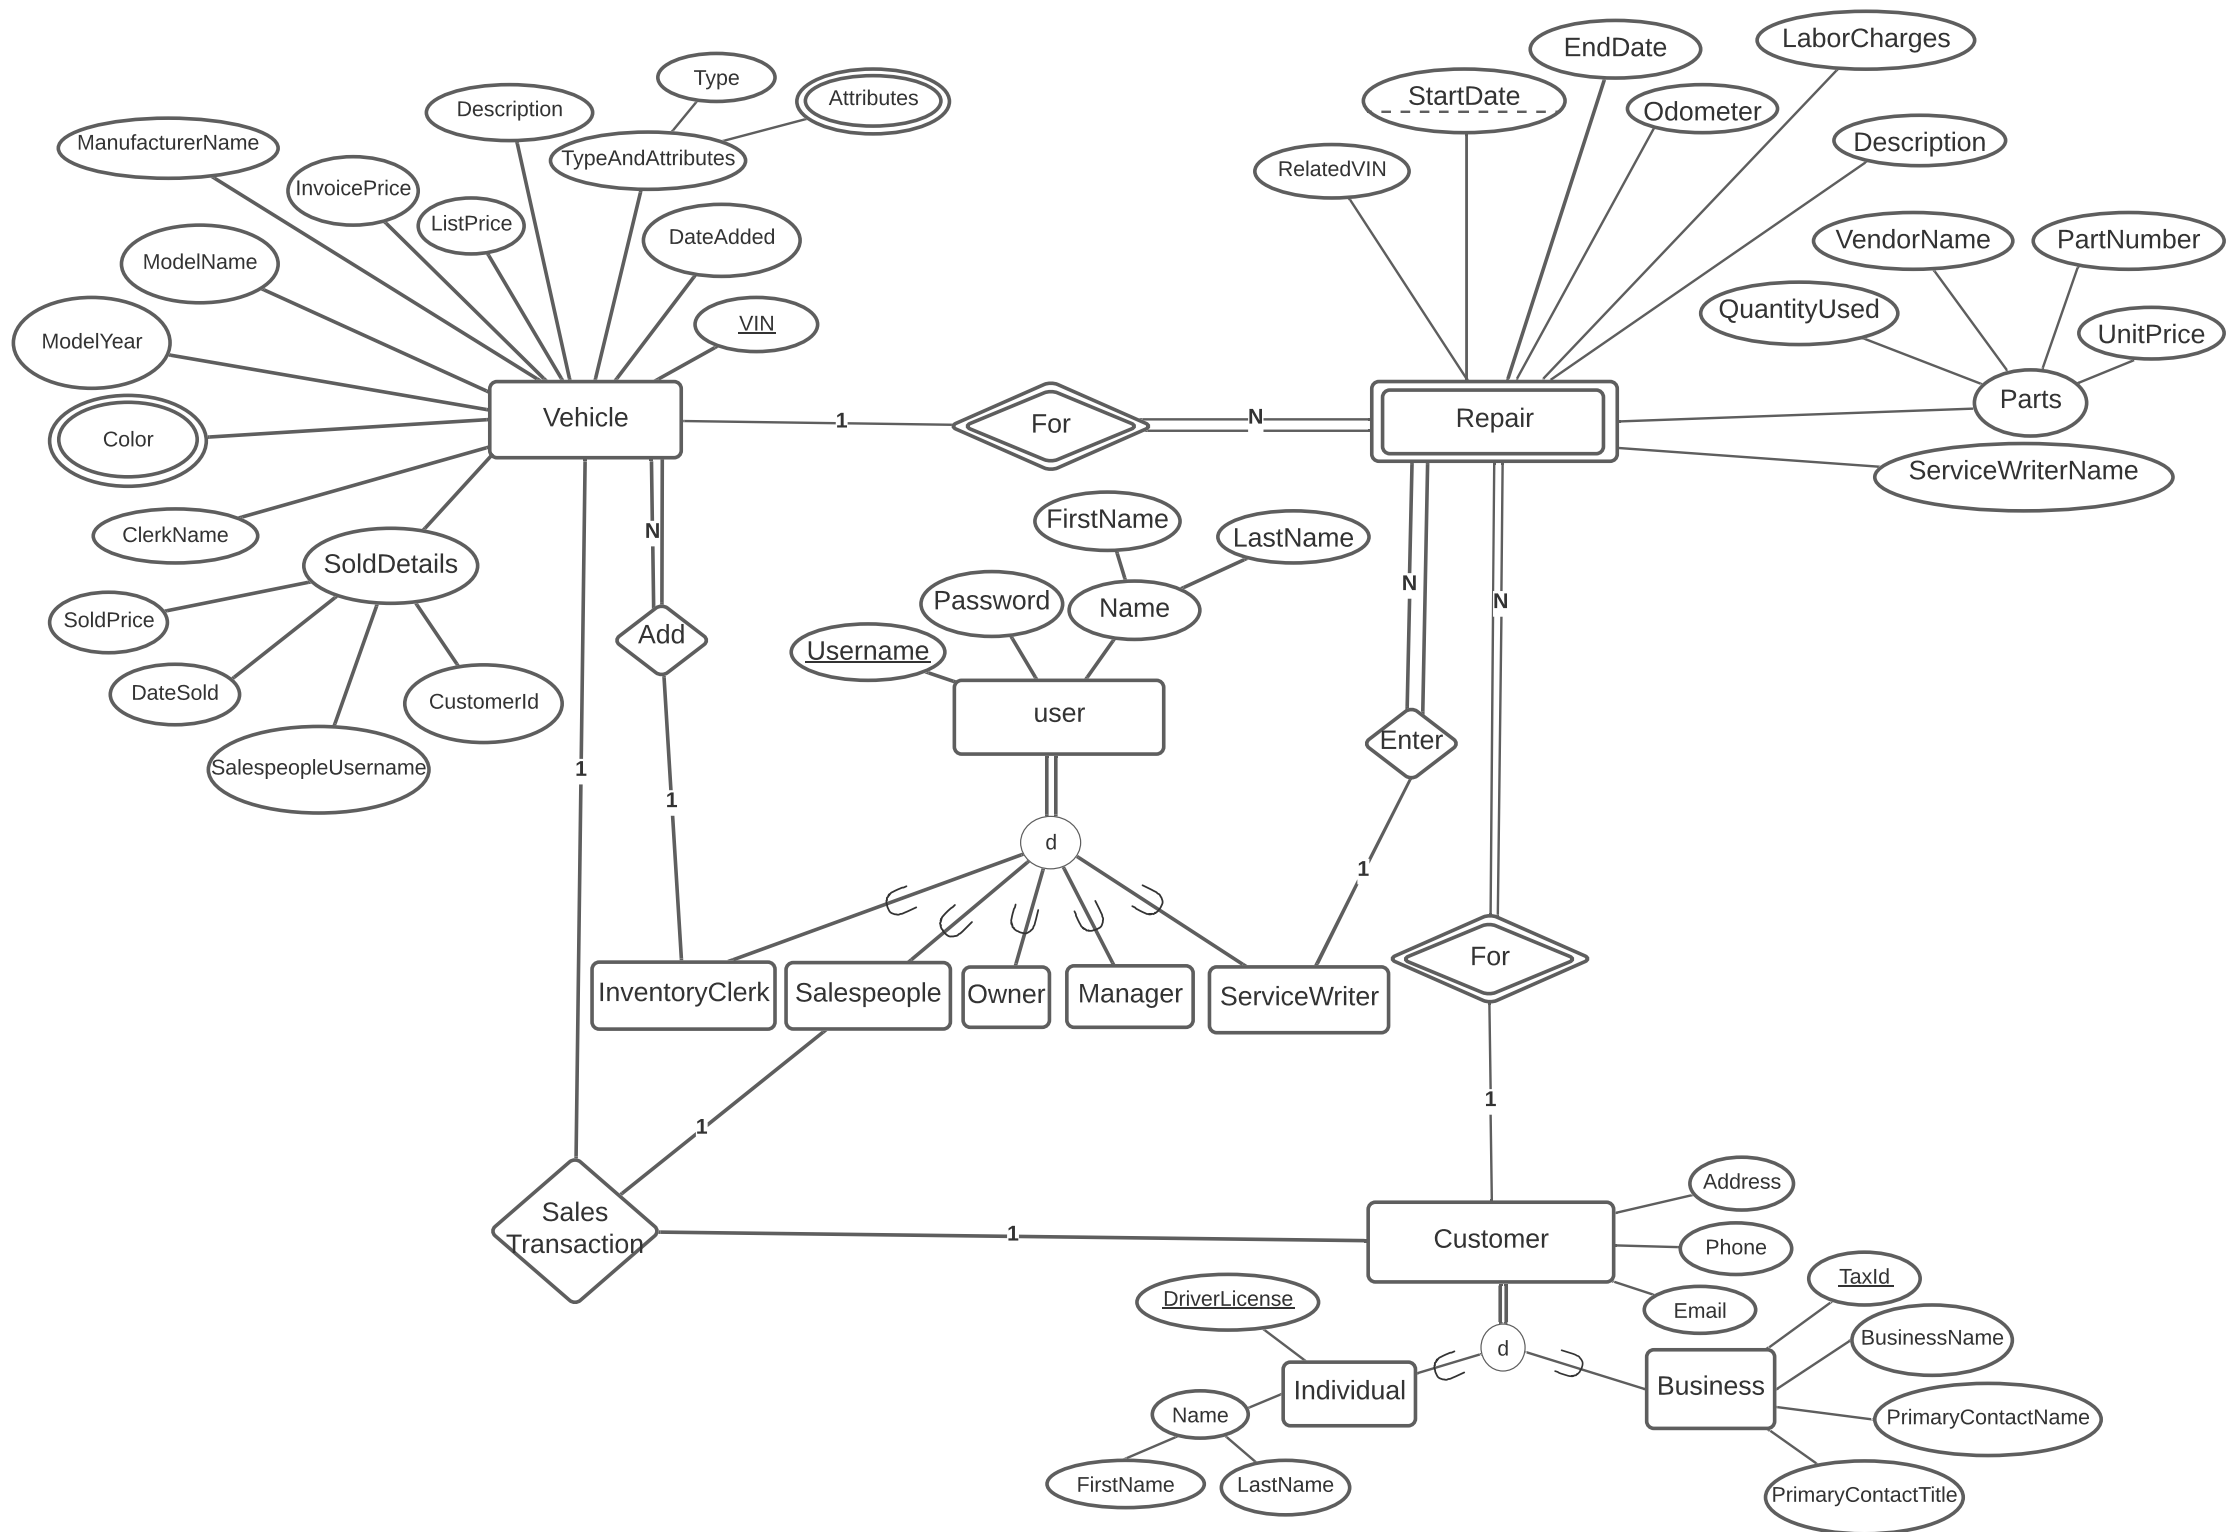 EndDate
LaborCharges
Type
Attributes
StartDate
Description
Odometer
ManufacturerName
TypeAndAttributes
Description
RelatedVIN
InvoicePrice
ListPrice
DateAdded
VendorName
PartNumber
ModelName
QuantityUsed
VIN
UnitPrice
ModelYear
Parts
Vehicle
1
For
N
Repair
Color
ServiceWriterName
ClerkName
N
FirstName
LastName
SoldDetails
N
Password
Name
N
SoldPrice
Add
Username
DateSold
CustomerId
user
Enter
SalespeopleUsername
1
1
d
1
For
InventoryClerk
Salespeople
Owner
Manager
ServiceWriter
1
1
Address
Sales
Transaction
1
Customer
Phone
DriverLicense
TaxId
Email
d
BusinessName
Individual
Business
Name
PrimaryContactName
FirstName
LastName
PrimaryContactTitle